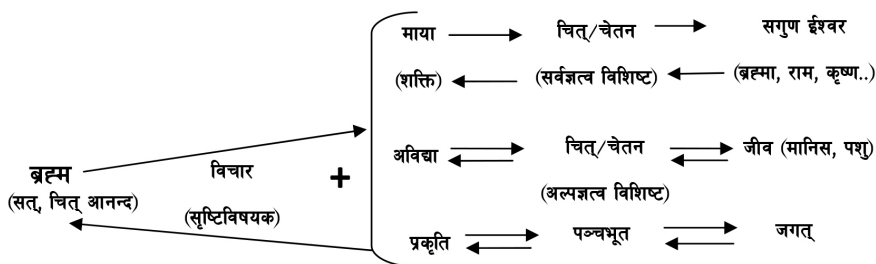 माया चित्/चेतन सगुण ईश्वर
(शक्ति) (सर्वज्ञत्व विशिष्ट) (ब्रह्मा, राम, कृष्ण..)
ब्रह्म
(सत्, चित् आनन्द)
विचार
(सृष्टिविषयक)
+
अविद्या चित्/चेतन जीव (मानिस, पशु)
(अल्पज्ञत्व विशिष्ट)
प्रकृति पञ्चभूत जगत्